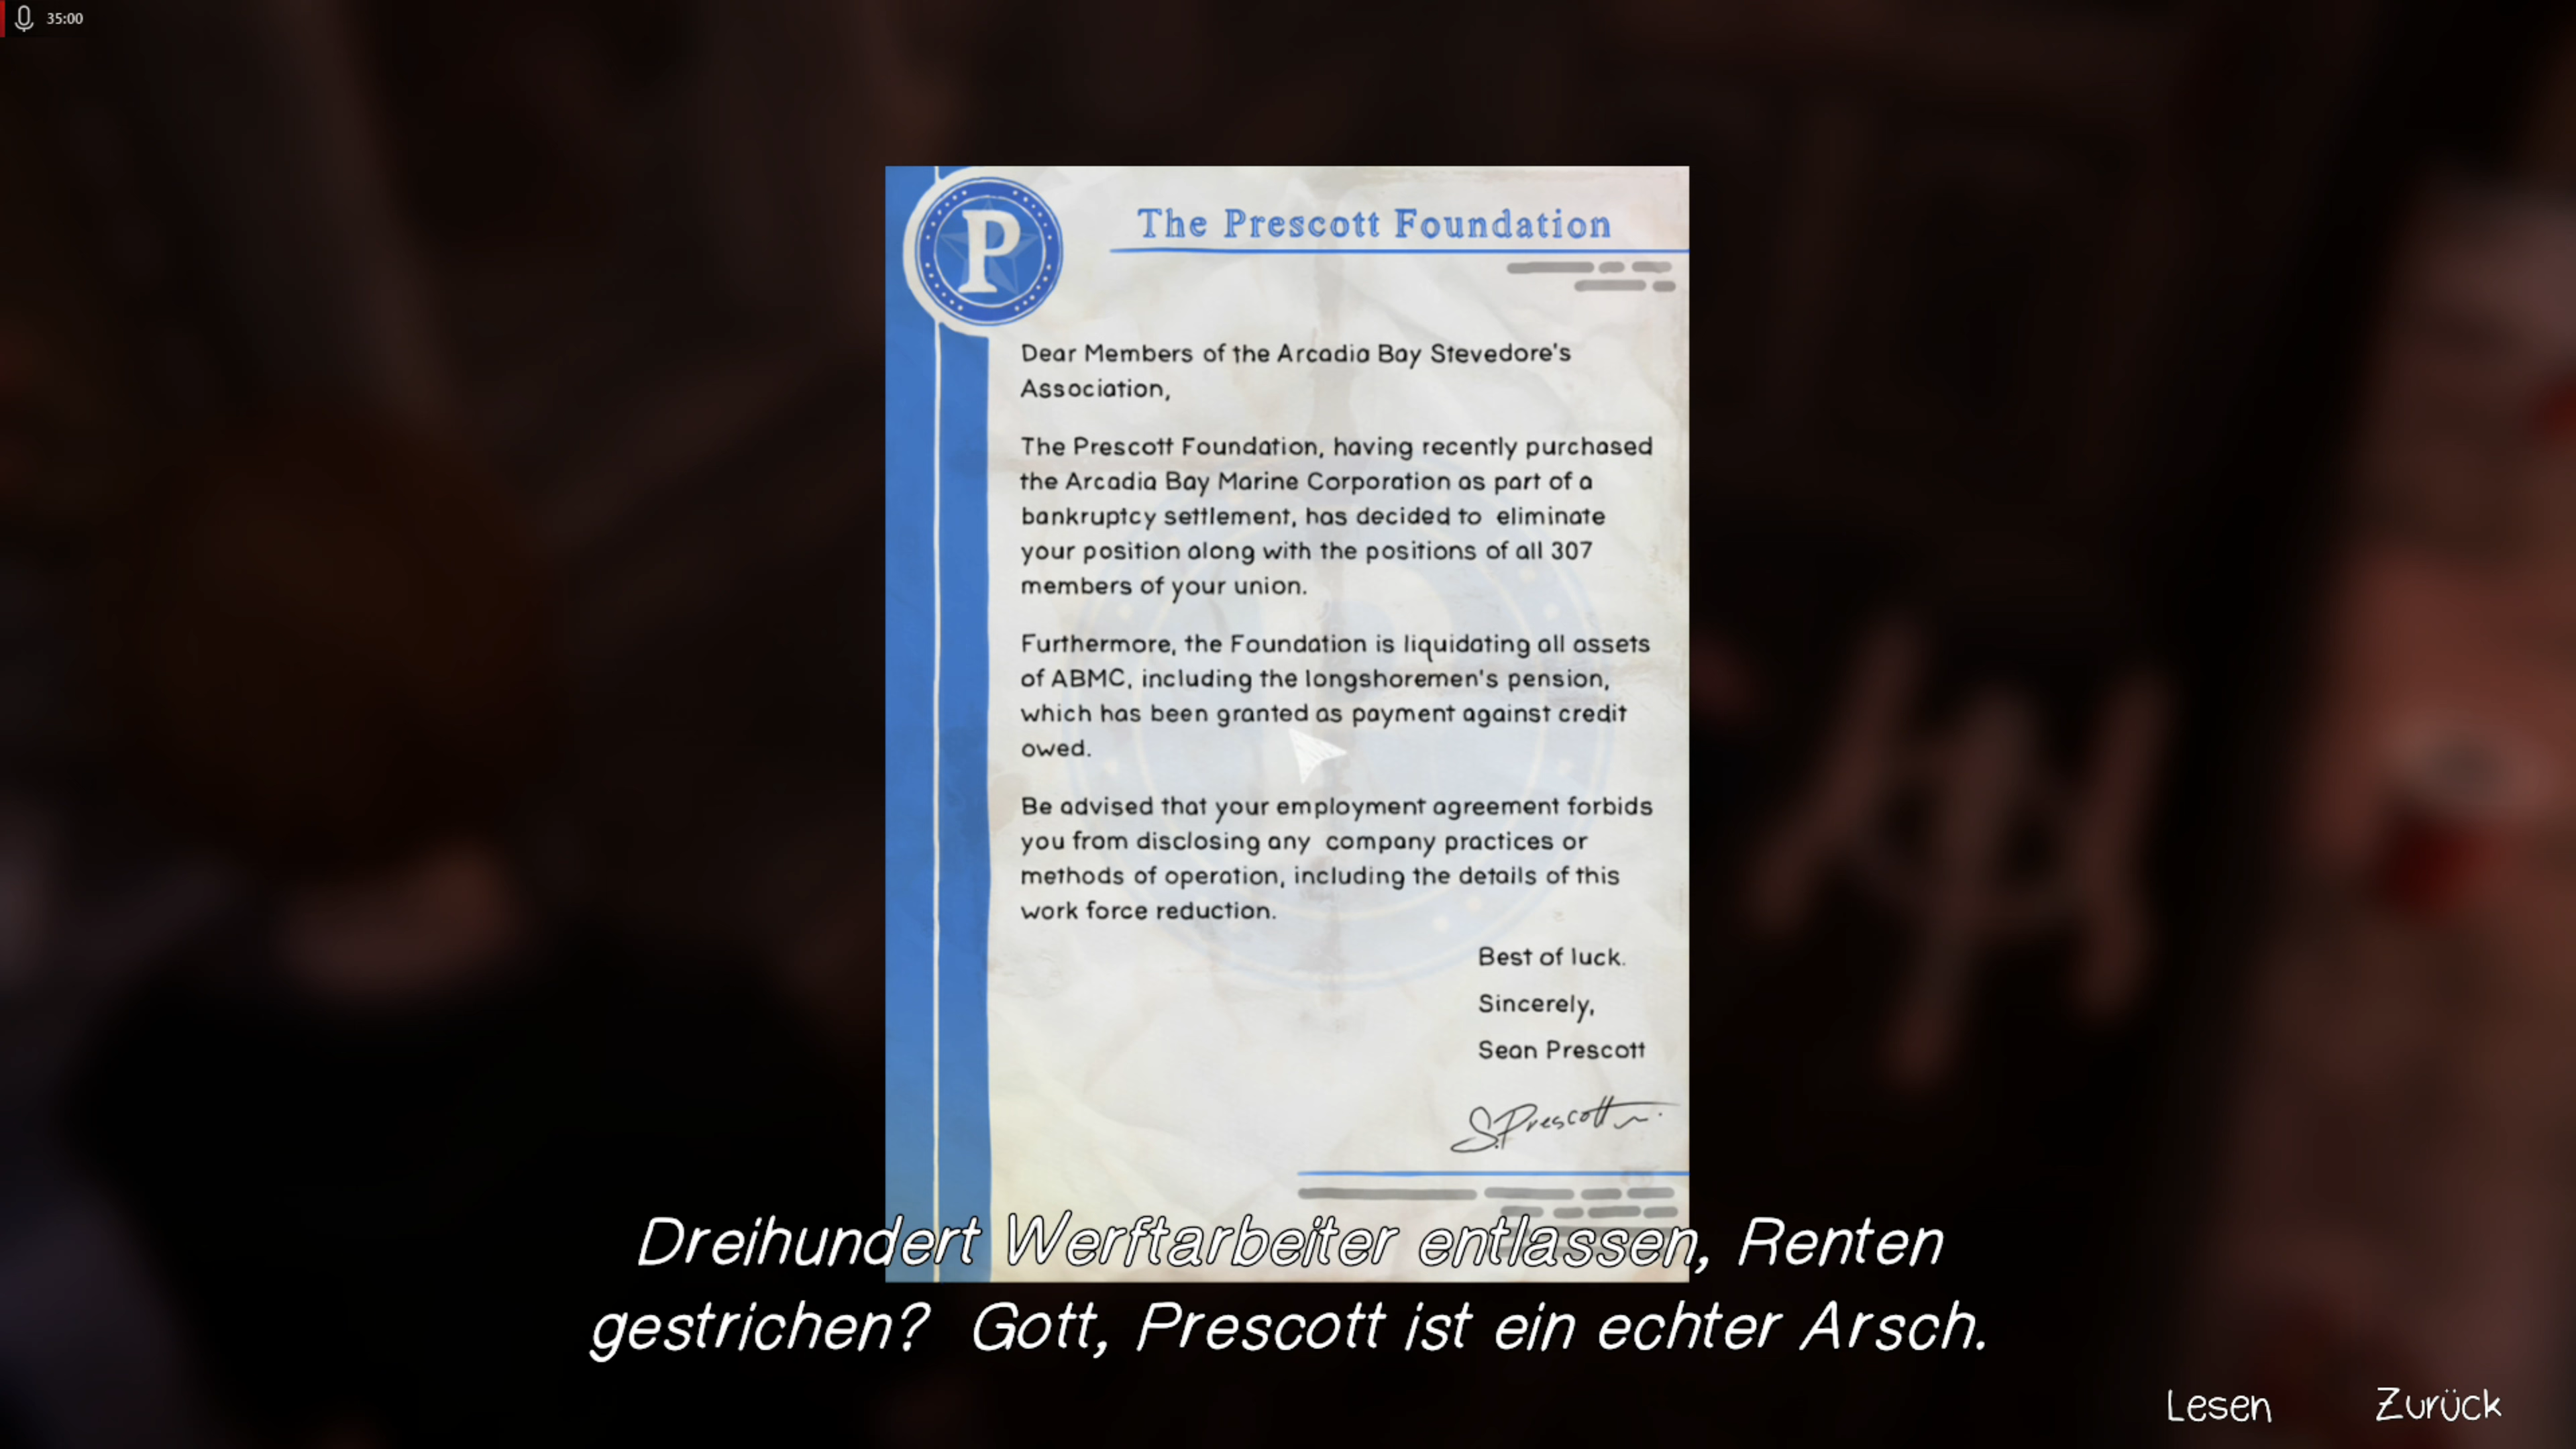 35:00
P
The Prescott Foundation
Dear Members of the Arcadia Bay Stevedore's
Association,
The Prescott Foundation, having recently purchased
the Arcadia Bay Marine Corporation as part of a
bankruptcy settlement, has decided to eliminate
your position along with the positions of all 307
members of your union.
Furthermore, the Foundation is liquidating all assets
of ABMC, including the longshoremen's pension,
which has been granted as payment against credit
owed.
Be advised that your employment agreement forbids
you from disclosing any company practices or
methods of operation, including the details of this
work force reduction.
Best of luck.
Sincerely,
Sean Prescott
S.Prescott
Dreihundert Werftarbeiter entlassen, Renten
gestrichen? Gott, Prescott ist ein echter Arsch.
Lesen Zurück